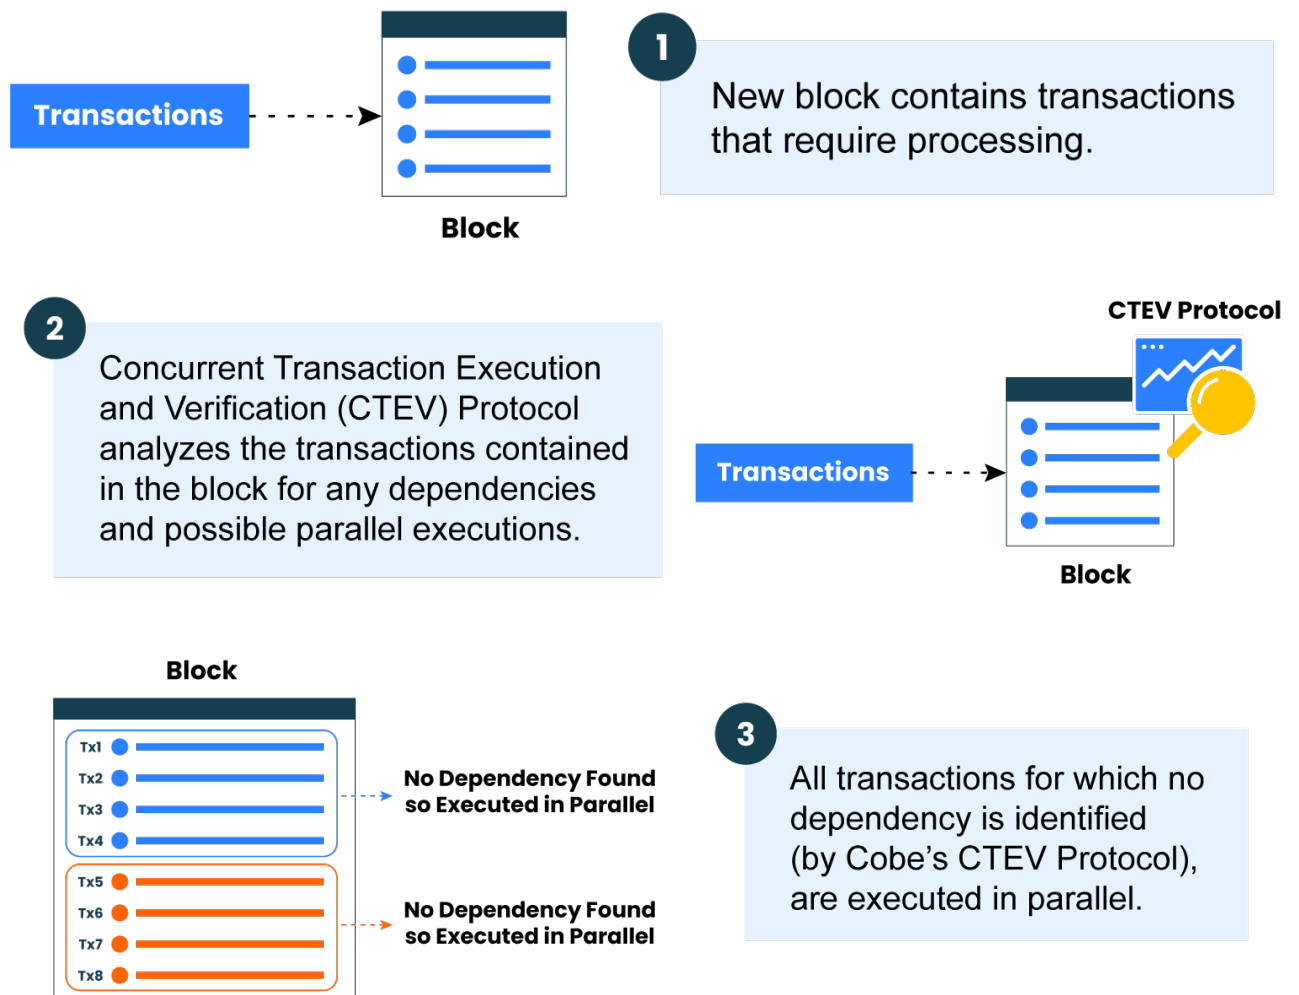 Transactions
Block
1
New block contains transactions
that require processing.
2
Concurrent Transaction Execution
and Verification (CTEV) Protocol
analyzes the transactions contained
in the block for any dependencies
and possible parallel executions.
CTEV Protocol
Transactions
Block
Block
Tx1
Tx2
Tx3
Tx4
No Dependency Found
so Executed in Parallel
Tx5
Tx6
Tx7
Tx8
No Dependency Found
so Executed in Parallel
3
All transactions for which no
dependency is identified
(by Cobe’s CTEV Protocol),
are executed in parallel.